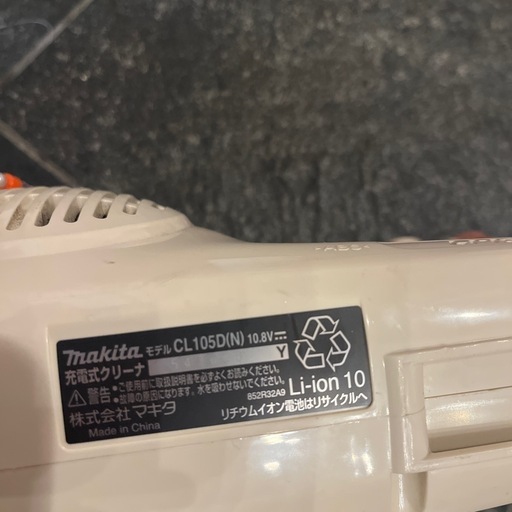 makita モデル CL105D(N) 10.8V
充電式クリーナ Y
警告 ・ご使用前に取扱説明書を必ずよくお読みください。
・故障の原因になります。水を吸わせないでください。
株式会社 マキタ 852R32A9
Made in China
Li-ion 10
リチウムイオン電池はリサイクルへ